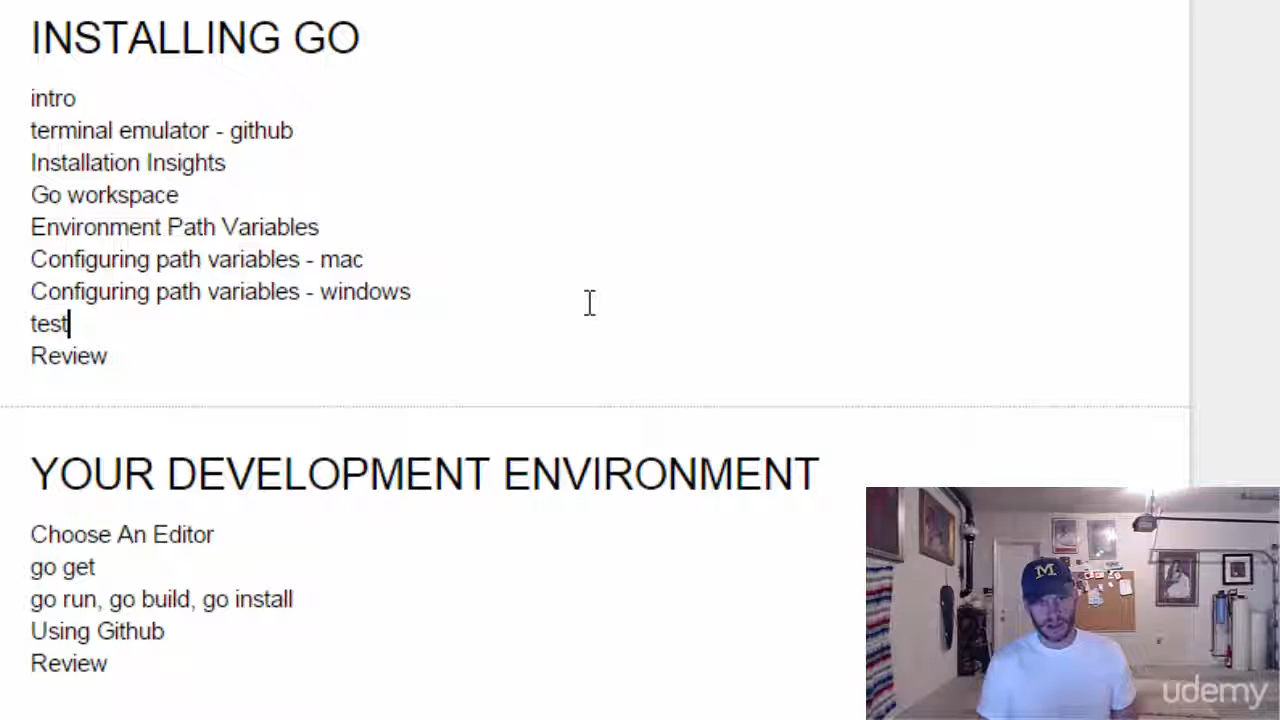 INSTALLING GO
intro
terminal emulator - github
Installation Insights
Go workspace
Environment Path Variables
Configuring path variables - mac
Configuring path variables - windows
test
Review
YOUR DEVELOPMENT ENVIRONMENT
Choose An Editor
go get
go run, go build, go install
Using Github
Review
M
udemy